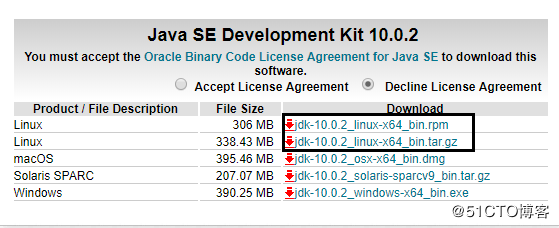 Java SE Development Kit 10.0.2
You must accept the Oracle Binary Code License Agreement for Java SE to download this
software.
Accept License Agreement Decline License Agreement
Product / File Description File Size Download
Linux 306 MB jdk-10.0.2_linux-x64_bin.rpm
Linux 338.43 MB jdk-10.0.2_linux-x64_bin.tar.gz
macOS 395.46 MB jdk-10.0.2_osx-x64_bin.dmg
Solaris SPARC 207.07 MB jdk-10.0.2_solaris-sparcv9_bin.tar.gz
Windows 390.25 MB jdk-10.0.2_windows-x64_bin.exe
@51CTO博客